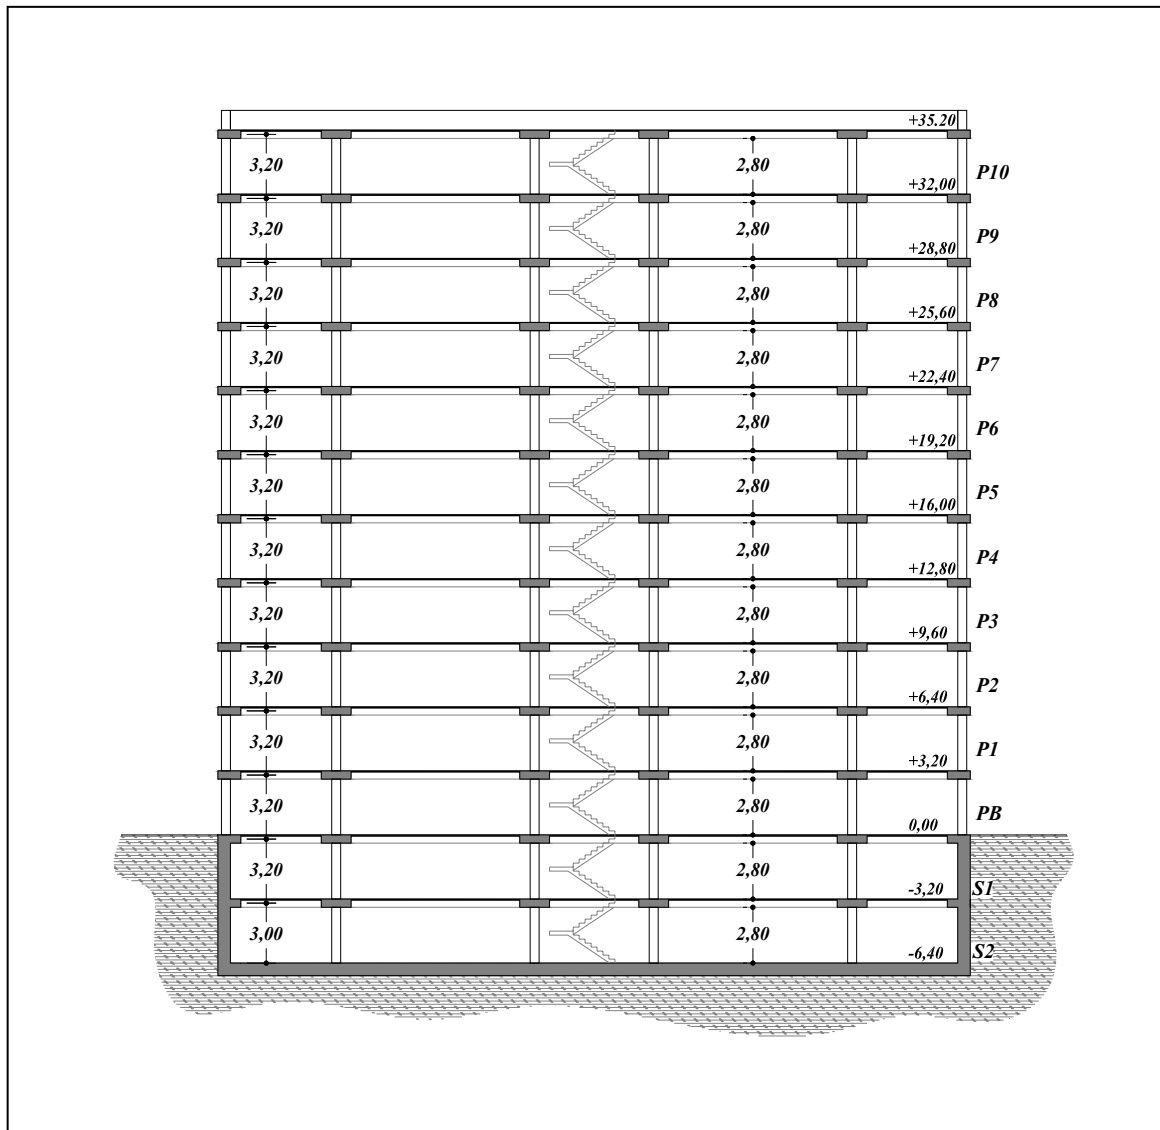 +35.20
3,20 2,80 P10
+32,00
3,20 2,80 P9
+28,80
3,20 2,80 P8
+25,60
3,20 2,80 P7
+22,40
3,20 2,80 P6
+19,20
3,20 2,80 P5
+16,00
3,20 2,80 P4
+12,80
3,20 2,80 P3
+9,60
3,20 2,80 P2
+6,40
3,20 2,80 P1
+3,20
3,20 2,80 PB
0,00
3,20 2,80
-3,20 S1
3,00 2,80
-6,40 S2